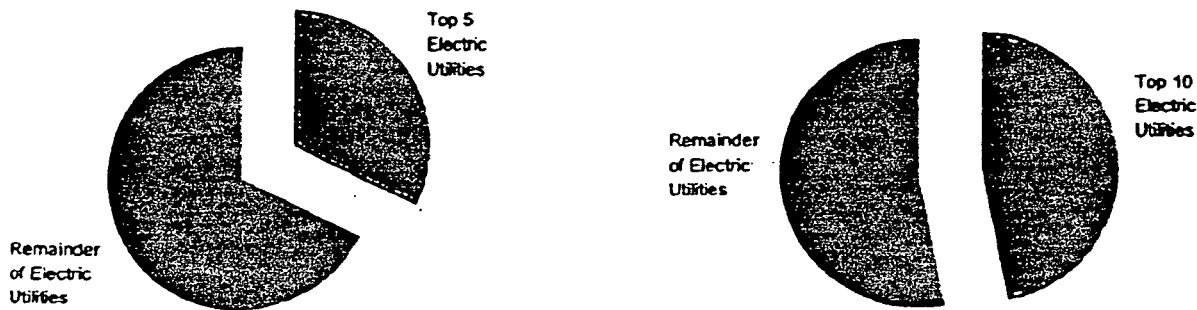 Top 5
Electric
Utilities
Remainder
of Electric
Utilities
Remainder
of Electric
Utilities
Top 10
Electric
Utilities